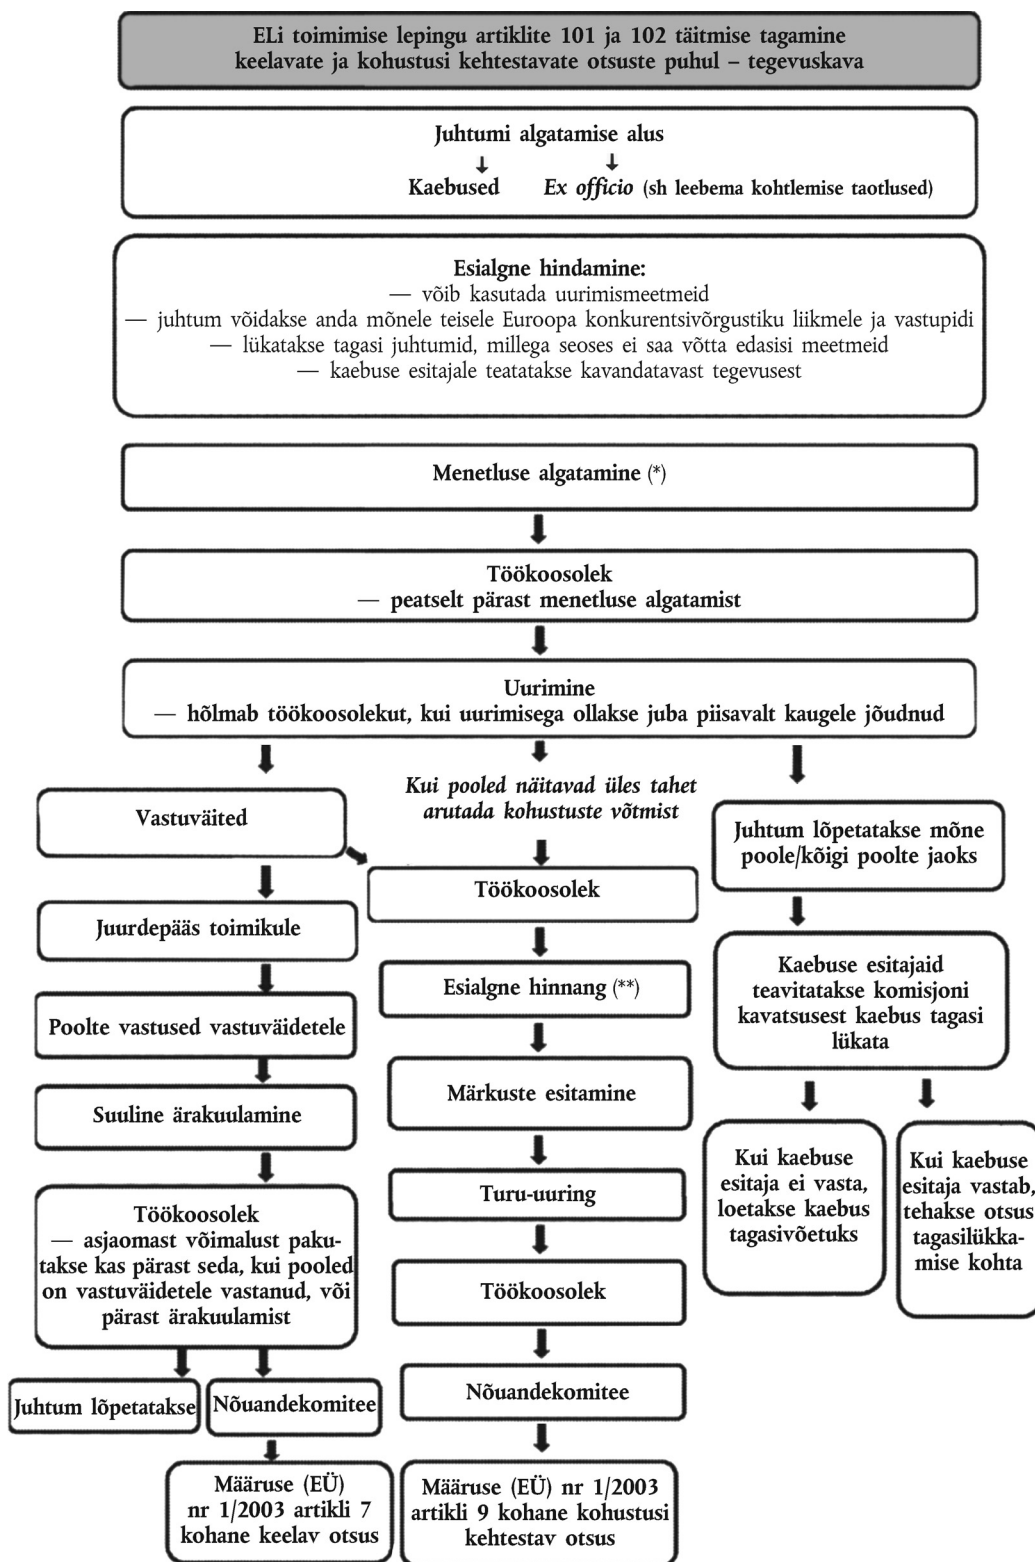 ELi toimimise lepingu artiklite 101 ja 102 täitmise tagamine
keelavate ja kohustusi kehtestavate otsuste puhul – tegevuskava
Juhtumi algatamise alus
Kaebused Ex officio (sh leebema kohtlemise taotlused)
Esialgne hindamine:
— võib kasutada uurimismeetmeid
— juhtum võidakse anda mõnele teisele Euroopa konkurentsivõrgustiku liikmele ja vastupidi
— lükatakse tagasi juhtumid, millega seoses ei saa võtta edasisi meetmeid
— kaebuse esitajale teatatakse kavandatavast tegevusest
Menetluse algatamine (*)
Töökoosolek
— peatselt pärast menetluse algatamist
Uurimine
— hõlmab töökoosolekut, kui uurimisega ollakse juba piisavalt kaugele jõudnud
Vastuväited
Juurdepääs toimikule
Poolte vastused vastuväidetele
Suuline ärakuulamine
Töökoosolek
— asjaomast võimalust paku-
takse kas pärast seda, kui pooled
on vastuväidetele vastanud, või
pärast ärakuulamist
Juhtum lõpetatakse
Nõuandekomitee
Määruse (EÜ)
nr 1/2003 artikli 7
kohane keelav otsus
Kui pooled näitavad üles tahet
arutada kohustuste võtmist
Töökoosolek
Esialgne hinnang (**)
Märkuste esitamine
Turu-uuring
Töökoosolek
Nõuandekomitee
Määruse (EÜ) nr 1/2003
artikli 9 kohane kohustusi
kehtestav otsus
Juhtum lõpetatakse mõne
poole/kõigi poolte jaoks
Kaebuse esitajaid
teavitatakse komisjoni
kavatsusest kaebus tagasi
lükata
Kui kaebuse
esitaja ei vasta,
loetakse kaebus
tagasivõetuks
Kui kaebuse
esitaja vastab,
tehakse otsus
tagasilükka-
mise kohta